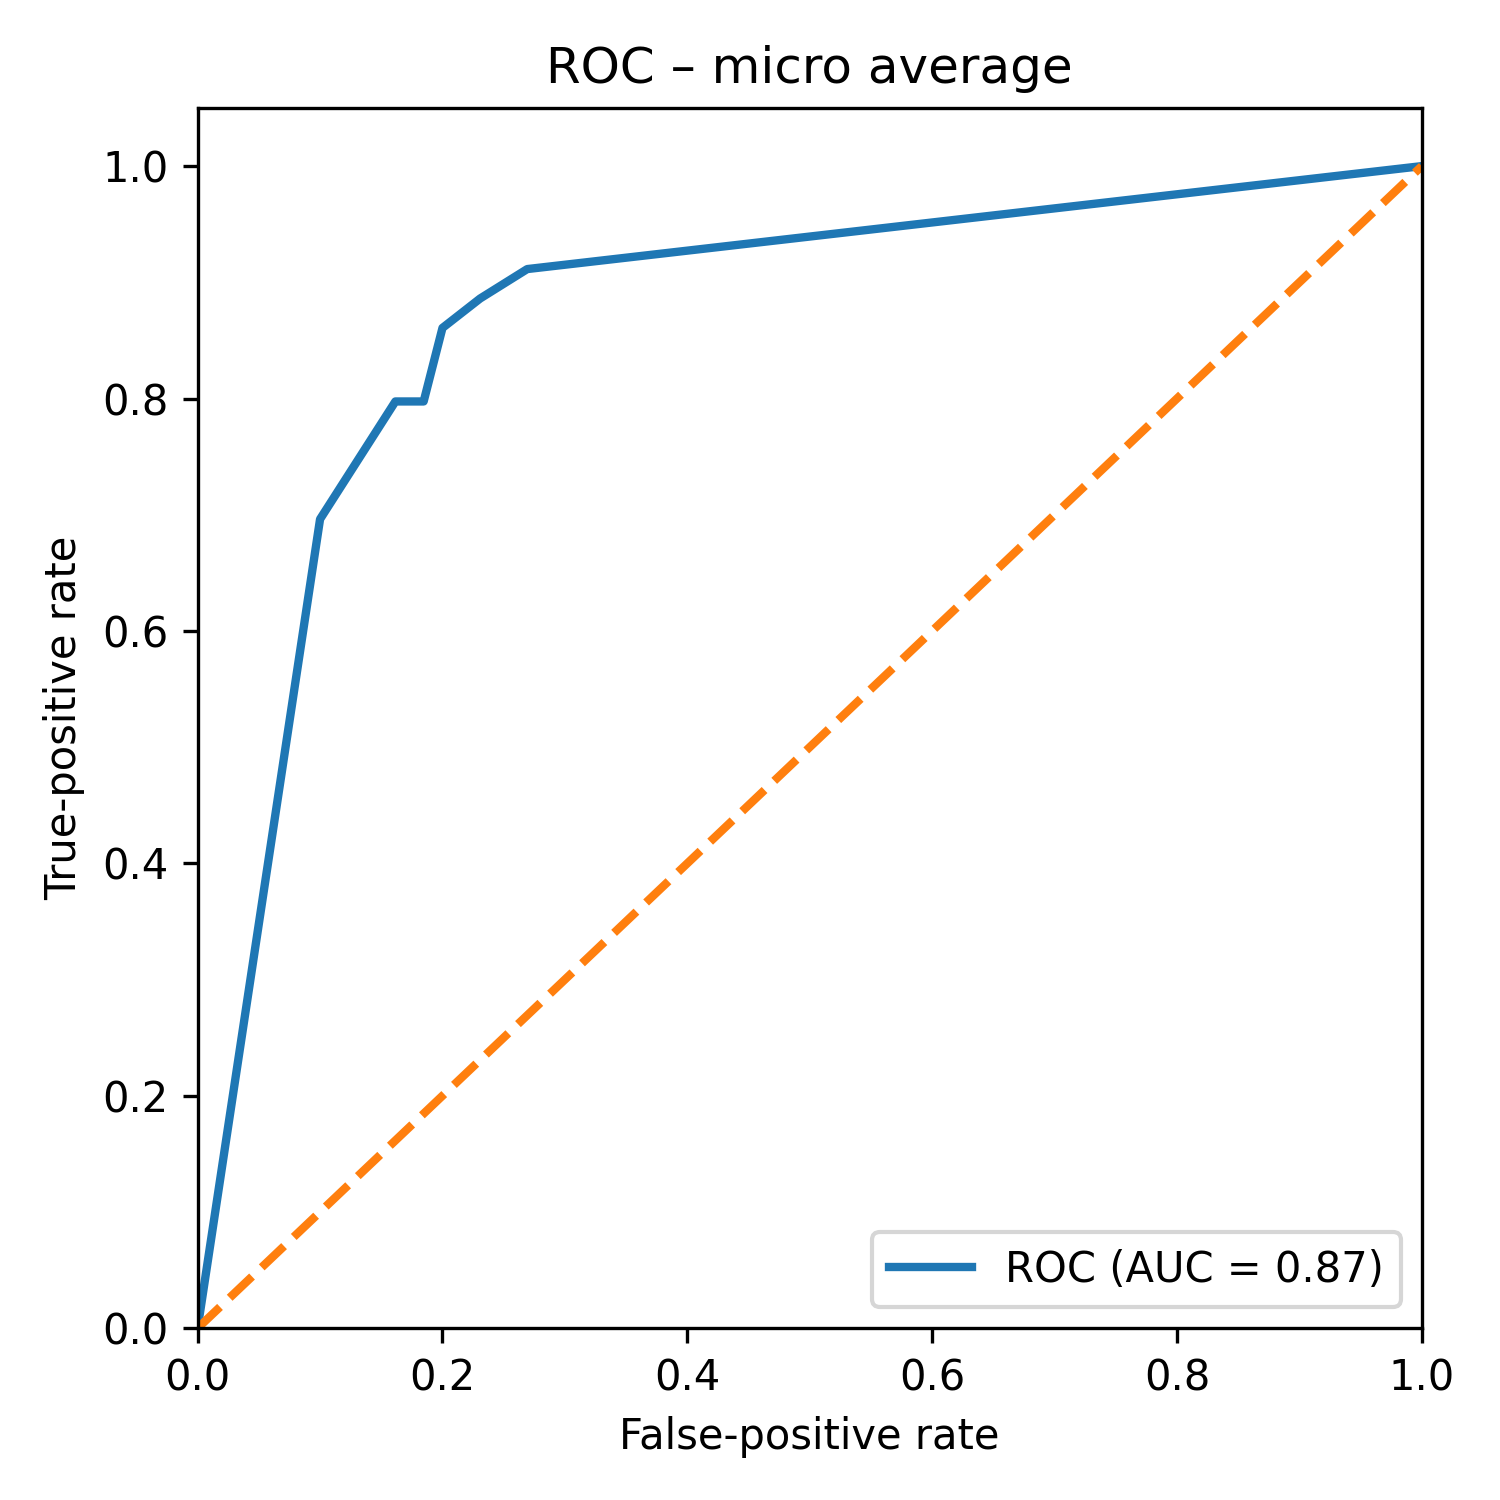 ROC – micro average
1.0
0.8
0.6
0.4
0.2
0.0
True-positive rate
0.0 0.2 0.4 0.6 0.8 1.0
False-positive rate
ROC (AUC = 0.87)